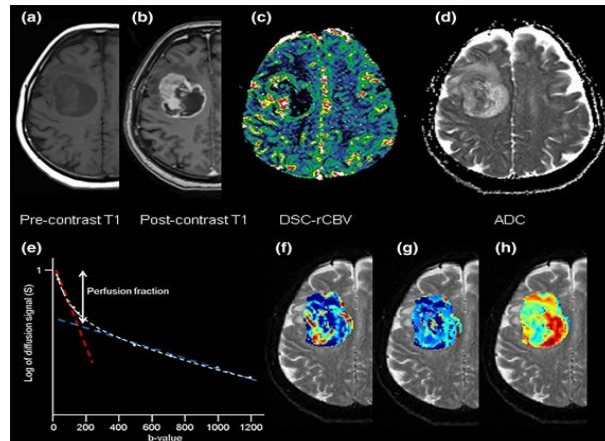 (a)
(b)
(c)
(d)
Pre-contrast T1
Post-contrast T1
DSC-rCBV
ADC
(e)
(f)
(g)
(h)
1
Perfusion fraction
Log of diffusion signal (S)
0 200 400 600 800 1000 1200
b-value